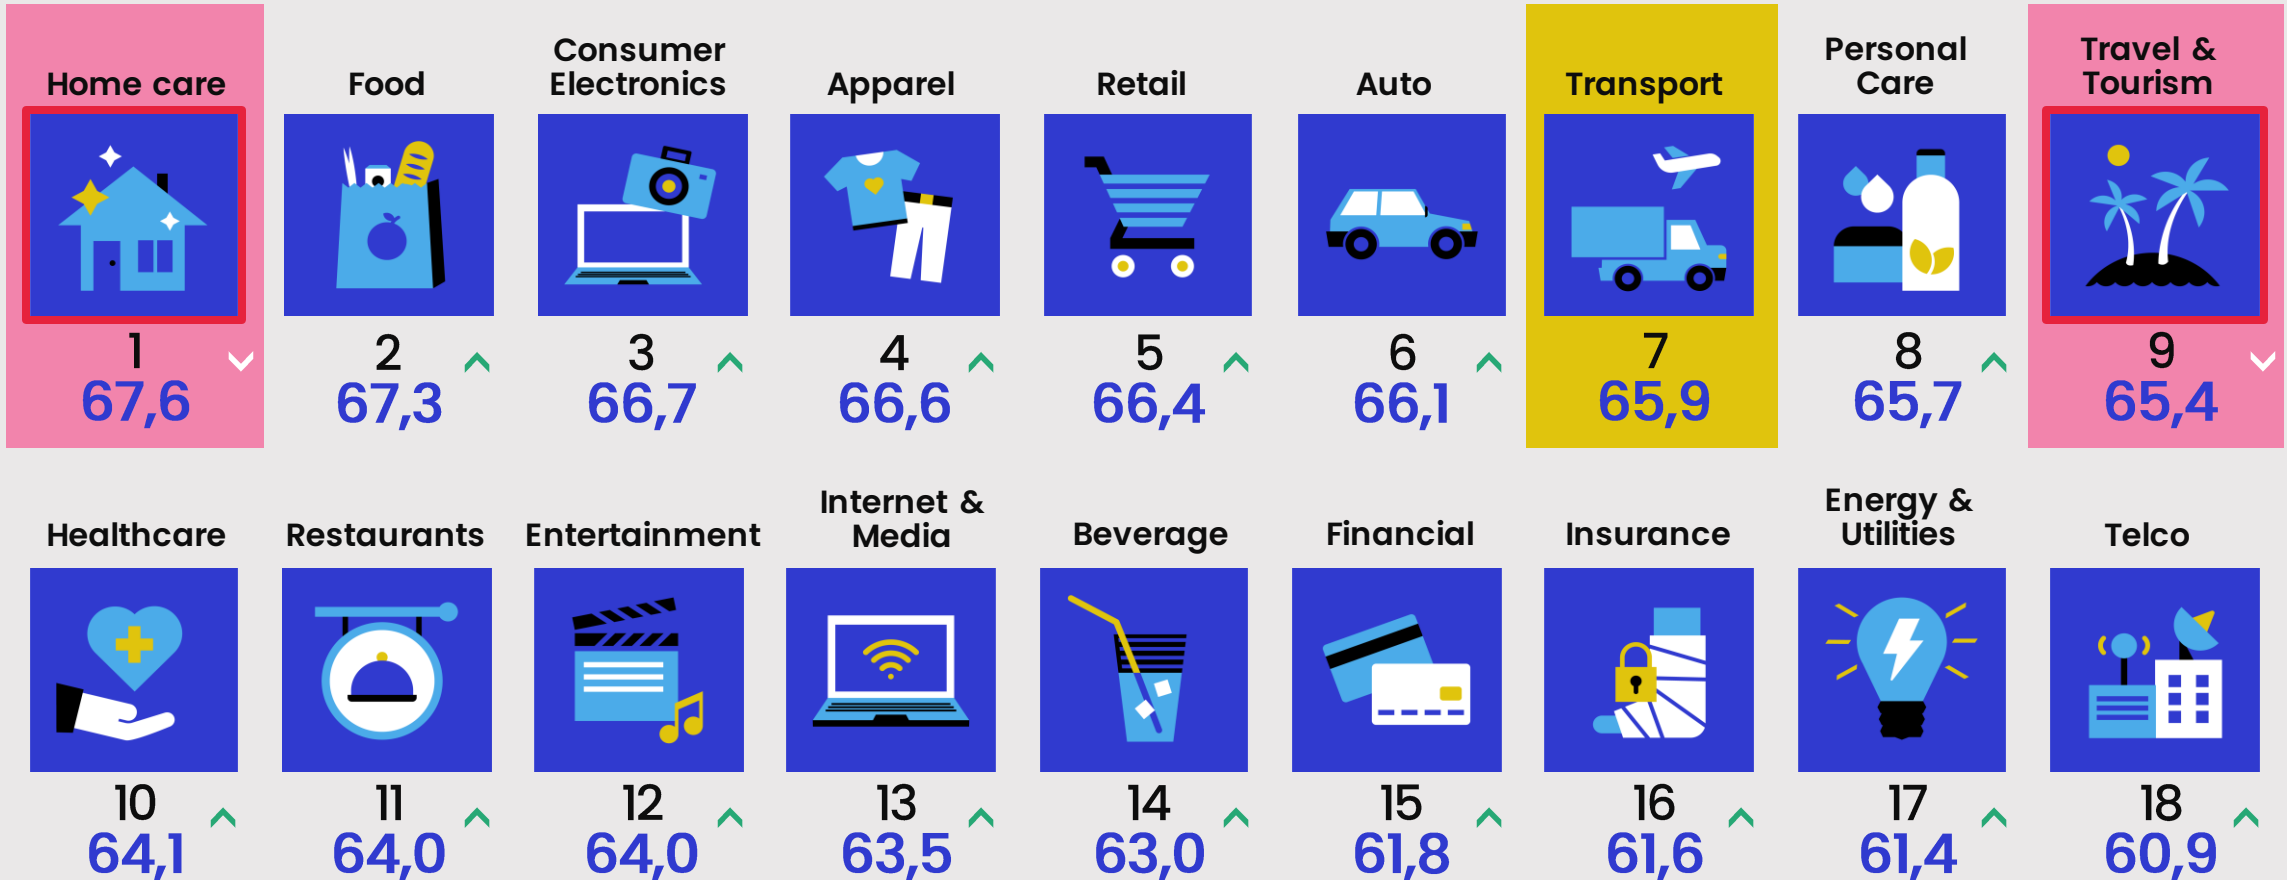 Home care
Food
Consumer
Electronics
Apparel
Retail
Auto
Transport
Personal
Care
Travel &
Tourism
1
2
3
4
5
6
7
8
9
67,6
67,3
66,7
66,6
66,4
66,1
65,9
65,7
65,4
Healthcare
Restaurants
Entertainment
Internet &
Media
Beverage
Financial
Insurance
Energy &
Utilities
Telco
10
11
12
13
14
15
16
17
18
64,1
64,0
64,0
63,5
63,0
61,8
61,6
61,4
60,9